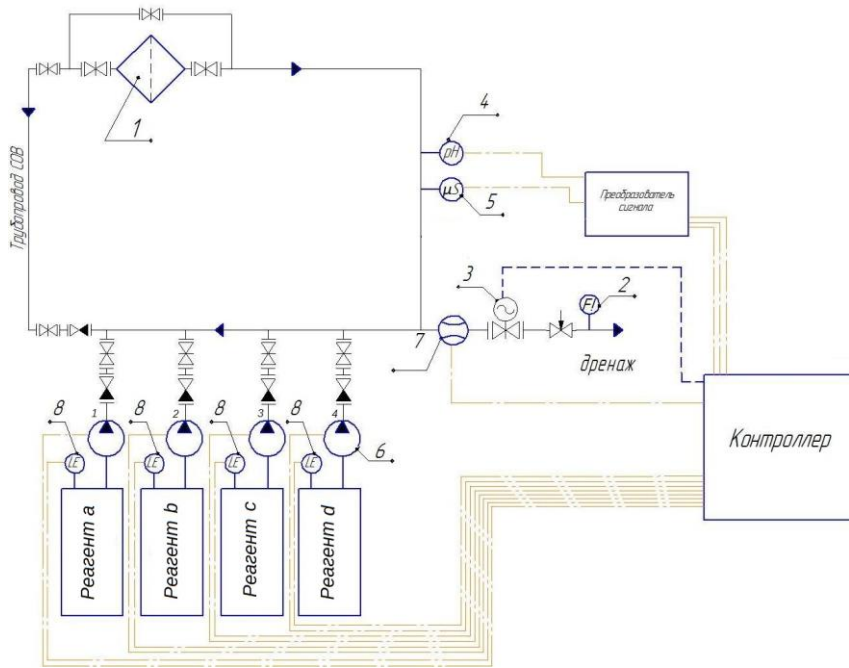 1
4
pH
μS
5
Преобразователь
сигнала
Трубопровод СОВ
3
2
FI
7
дренаж
Контроллер
8
1
8
2
8
3
8
4
6
LE
LE
LE
LE
Реагент a
Реагент b
Реагент c
Реагент d